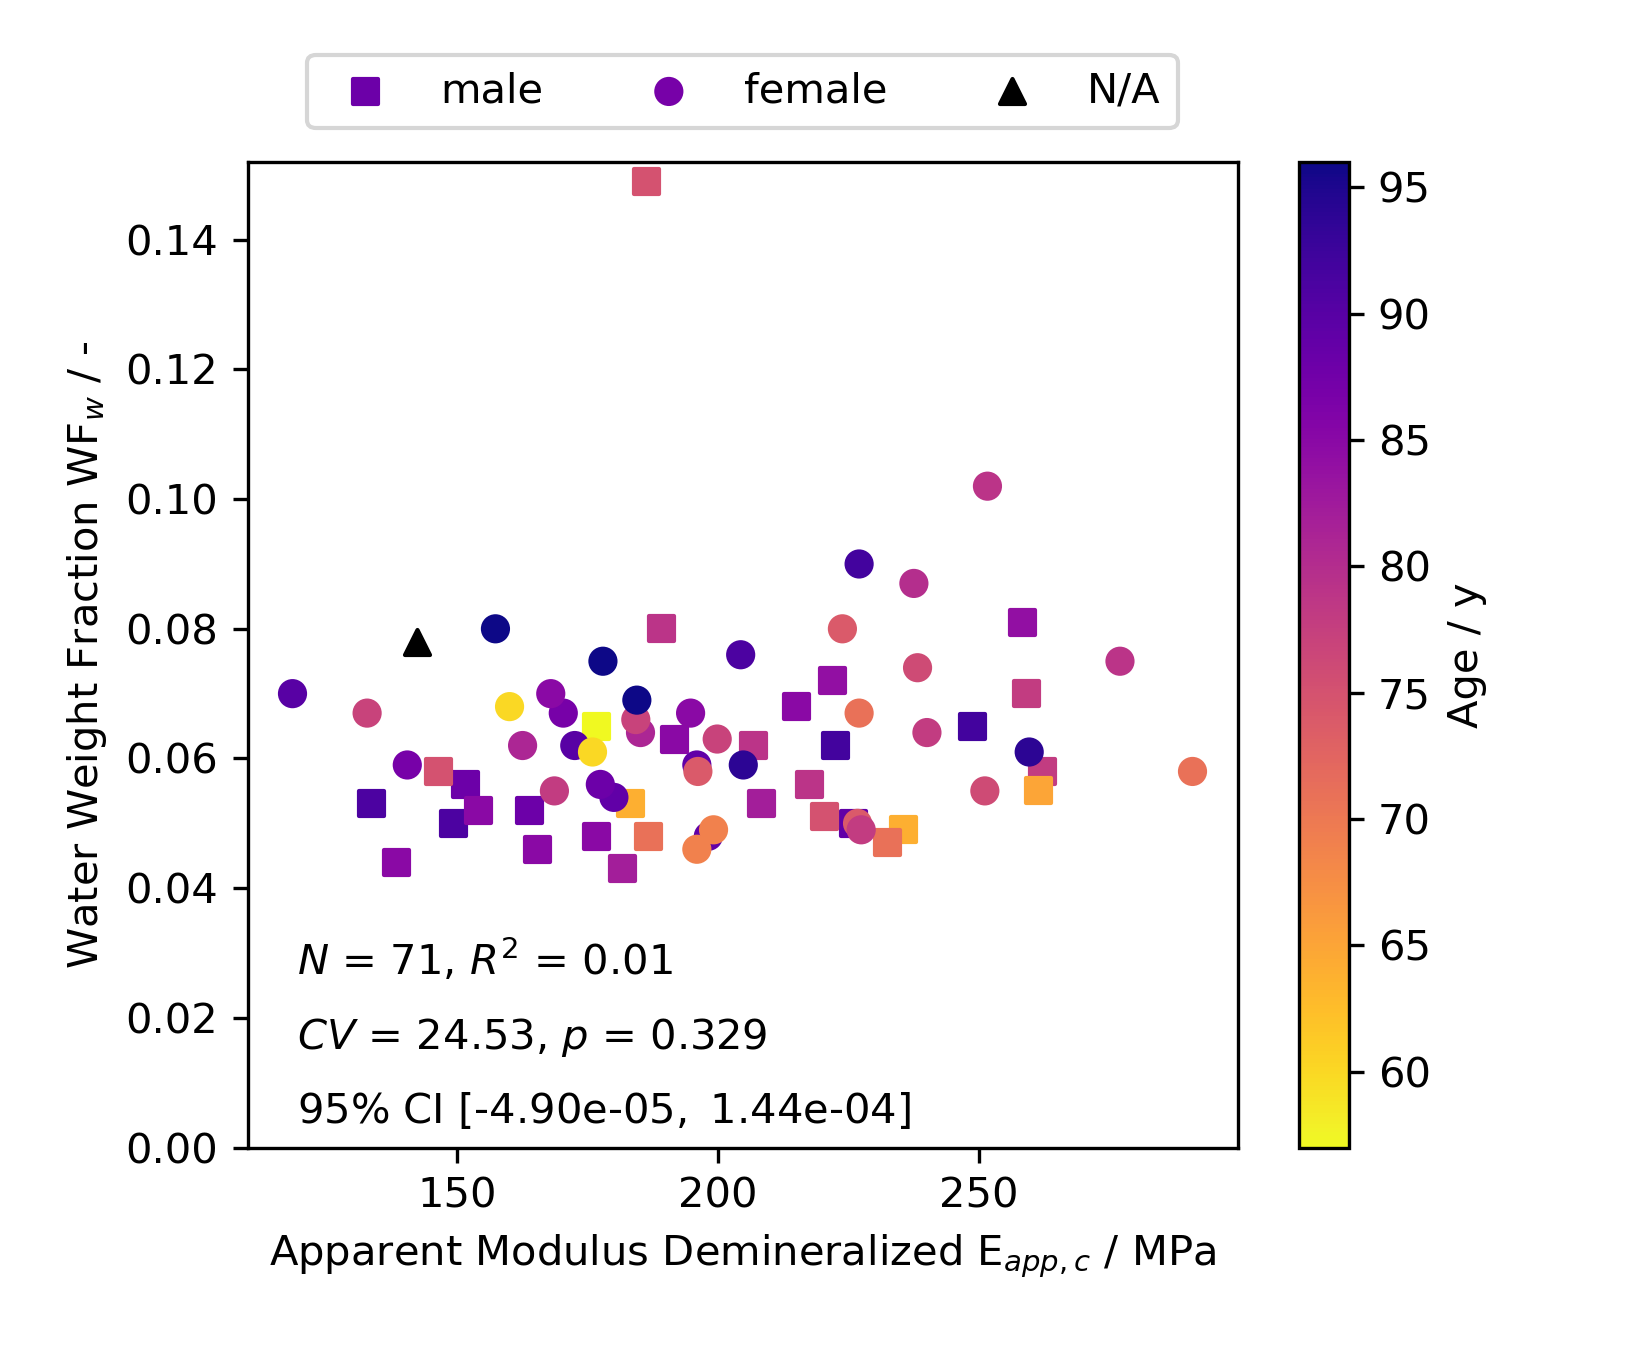 male female N/A
Water Weight Fraction WF_w / -
0.14
0.12
0.10
0.08
0.06
0.04
0.02
0.00
N = 71, R² = 0.01
CV = 24.53, p = 0.329
95% CI [-4.90e-05, 1.44e-04]
150 200 250
Apparent Modulus Demineralized E_app,c / MPa
95
90
85
80
75
70
65
60
Age / y